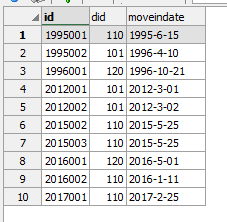 id did moveindate
1 1995001 110 1995-6-15
2 1995002 101 1996-4-10
3 1996001 120 1996-10-21
4 2012001 101 2012-3-01
5 2012002 101 2012-3-02
6 2015002 110 2015-5-25
7 2015003 110 2015-5-25
8 2016001 120 2016-5-01
9 2016002 110 2016-1-11
10 2017001 110 2017-2-25